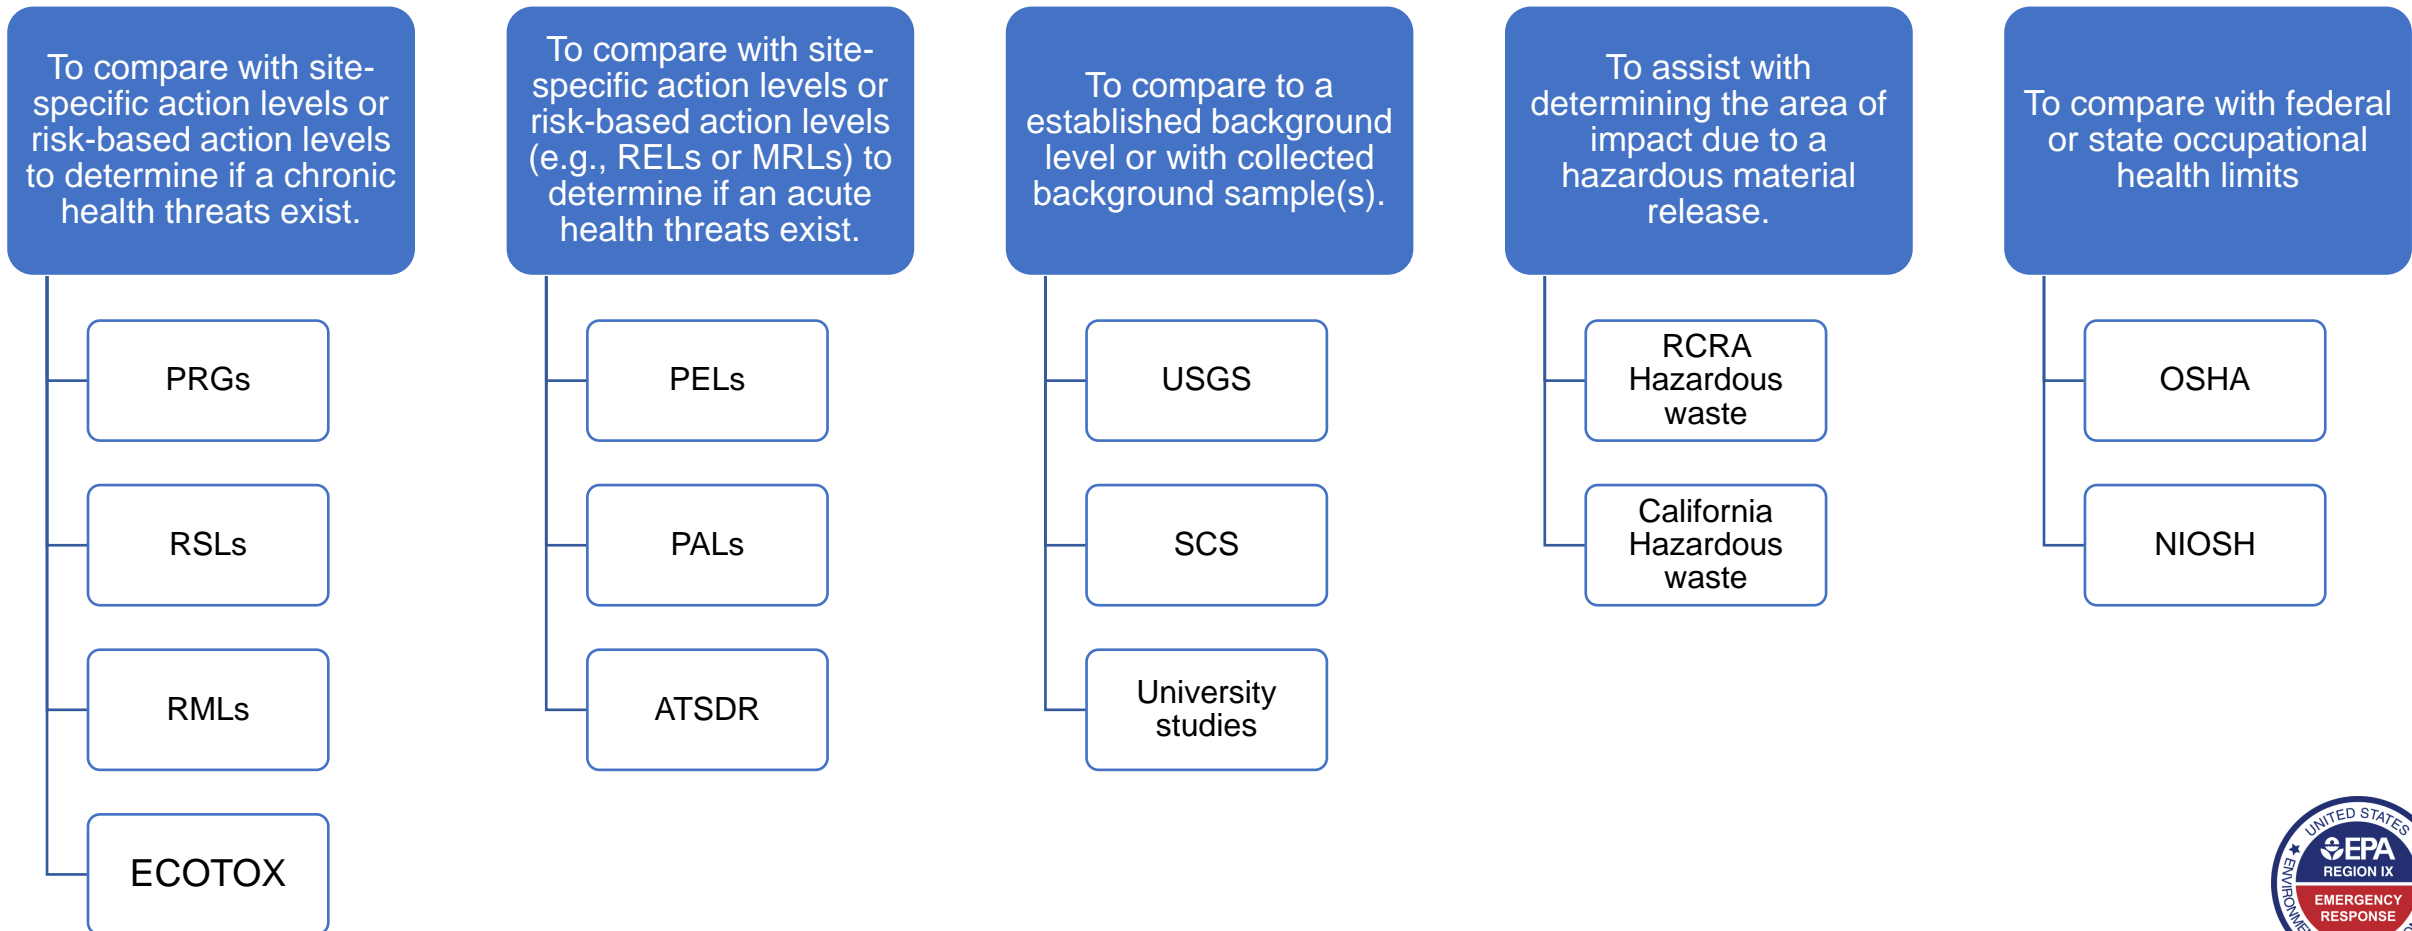 To compare with site-
specific action levels or
risk-based action levels
to determine if a chronic
health threats exist.
PRGs
RSLs
RMLs
ECOTOX
To compare with site-
specific action levels or
risk-based action levels
(e.g., RELs or MRLs) to
determine if an acute
health threats exist.
PELs
PALs
ATSDR
To compare to a
established background
level or with collected
background sample(s).
USGS
SCS
University
studies
To assist with
determining the area of
impact due to a
hazardous material
release.
RCRA
Hazardous
waste
California
Hazardous
waste
To compare with federal
or state occupational
health limits
OSHA
NIOSH
UNITED STATES
EPA
REGION IX
EMERGENCY
RESPONSE